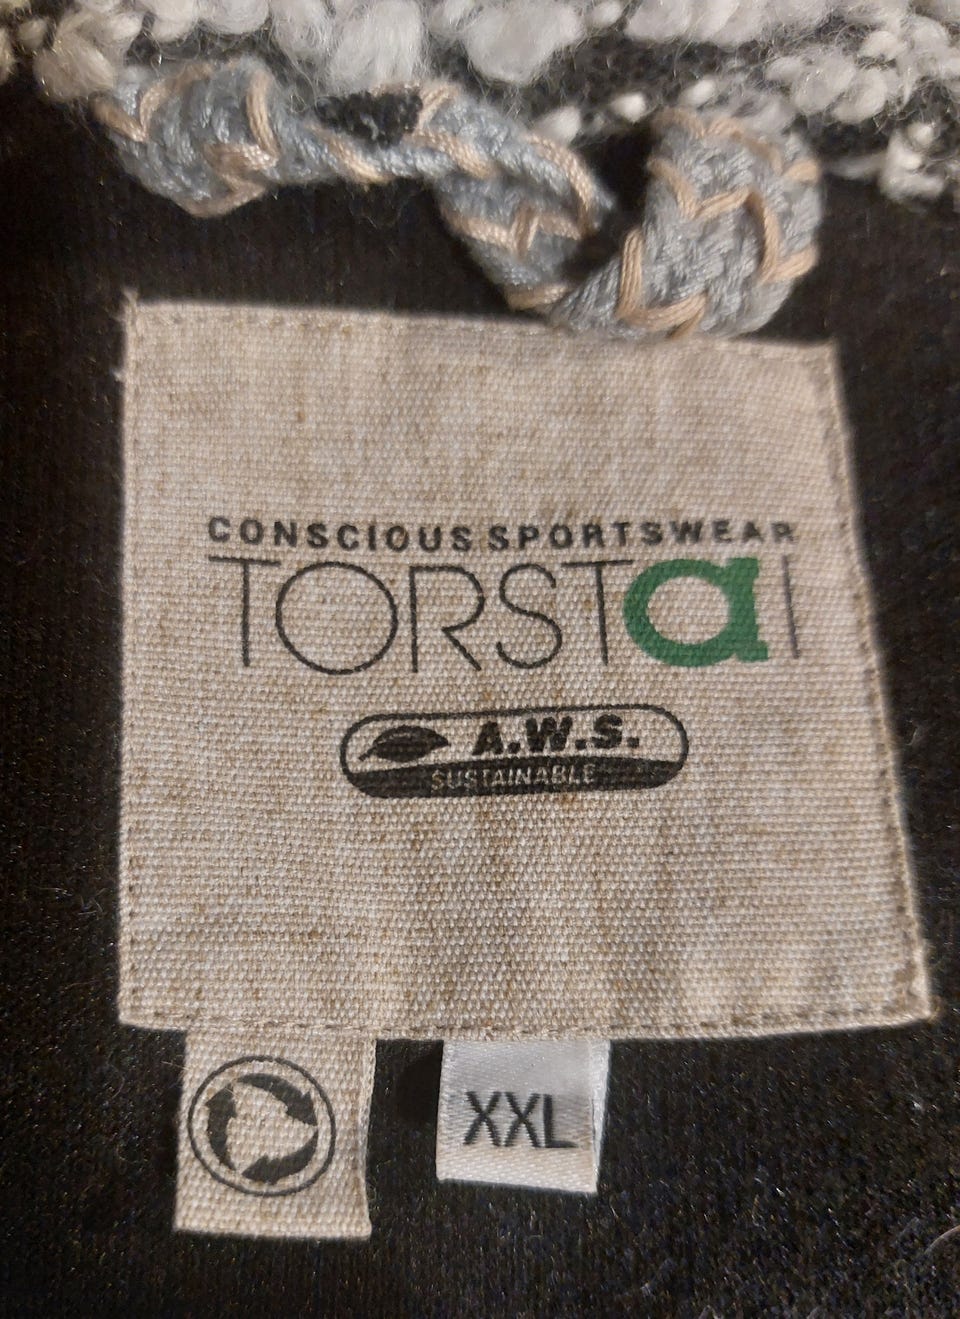 CONSCIOUS SPORTSWEAR
TORSTaI
A.W.S.
SUSTAINABLE
XXL